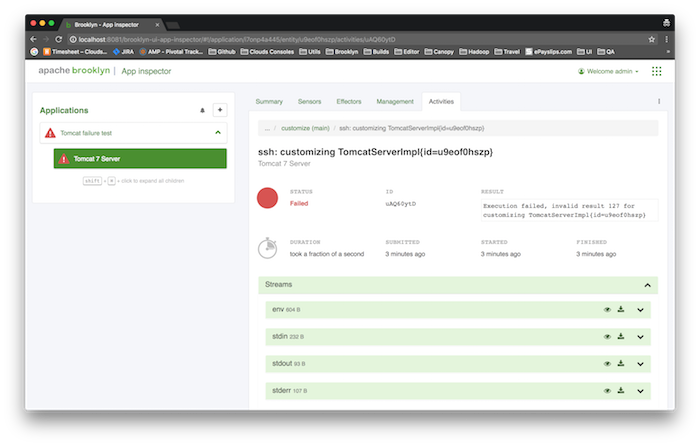 Brooklyn - App inspector
localhost:8081/brooklyn-ui-app-inspector/#!/application/i7onp4a445/entity/u9eof0hszp/activities/uAQ60ytD
Timesheet – Clouds... JIRA AMP - Pivotal Track... Github Clouds Consoles Utils Brooklyn Builds Editor Canopy Hadoop Travel ePayslips.com UI QA
apache brooklyn App inspector Welcome admin
Applications +
Tomcat failure test
Tomcat 7 Server
shift + = click to expand all children
Summary Sensors Effectors Management Activities
... / customize (main) / ssh: customizing TomcatServerImpl{id=u9eof0hszp}
ssh: customizing TomcatServerImpl{id=u9eof0hszp}
Tomcat 7 Server
STATUS ID RESULT
Failed uAQ60ytD Execution failed, invalid result 127 for
customizing TomcatServerImpl{id=u9eof0hszp}
DURATION SUBMITTED STARTED FINISHED
took a fraction of a second 3 minutes ago 3 minutes ago 3 minutes ago
Streams
env 604 B
stdin 232 B
stdout 93 B
stderr 107 B